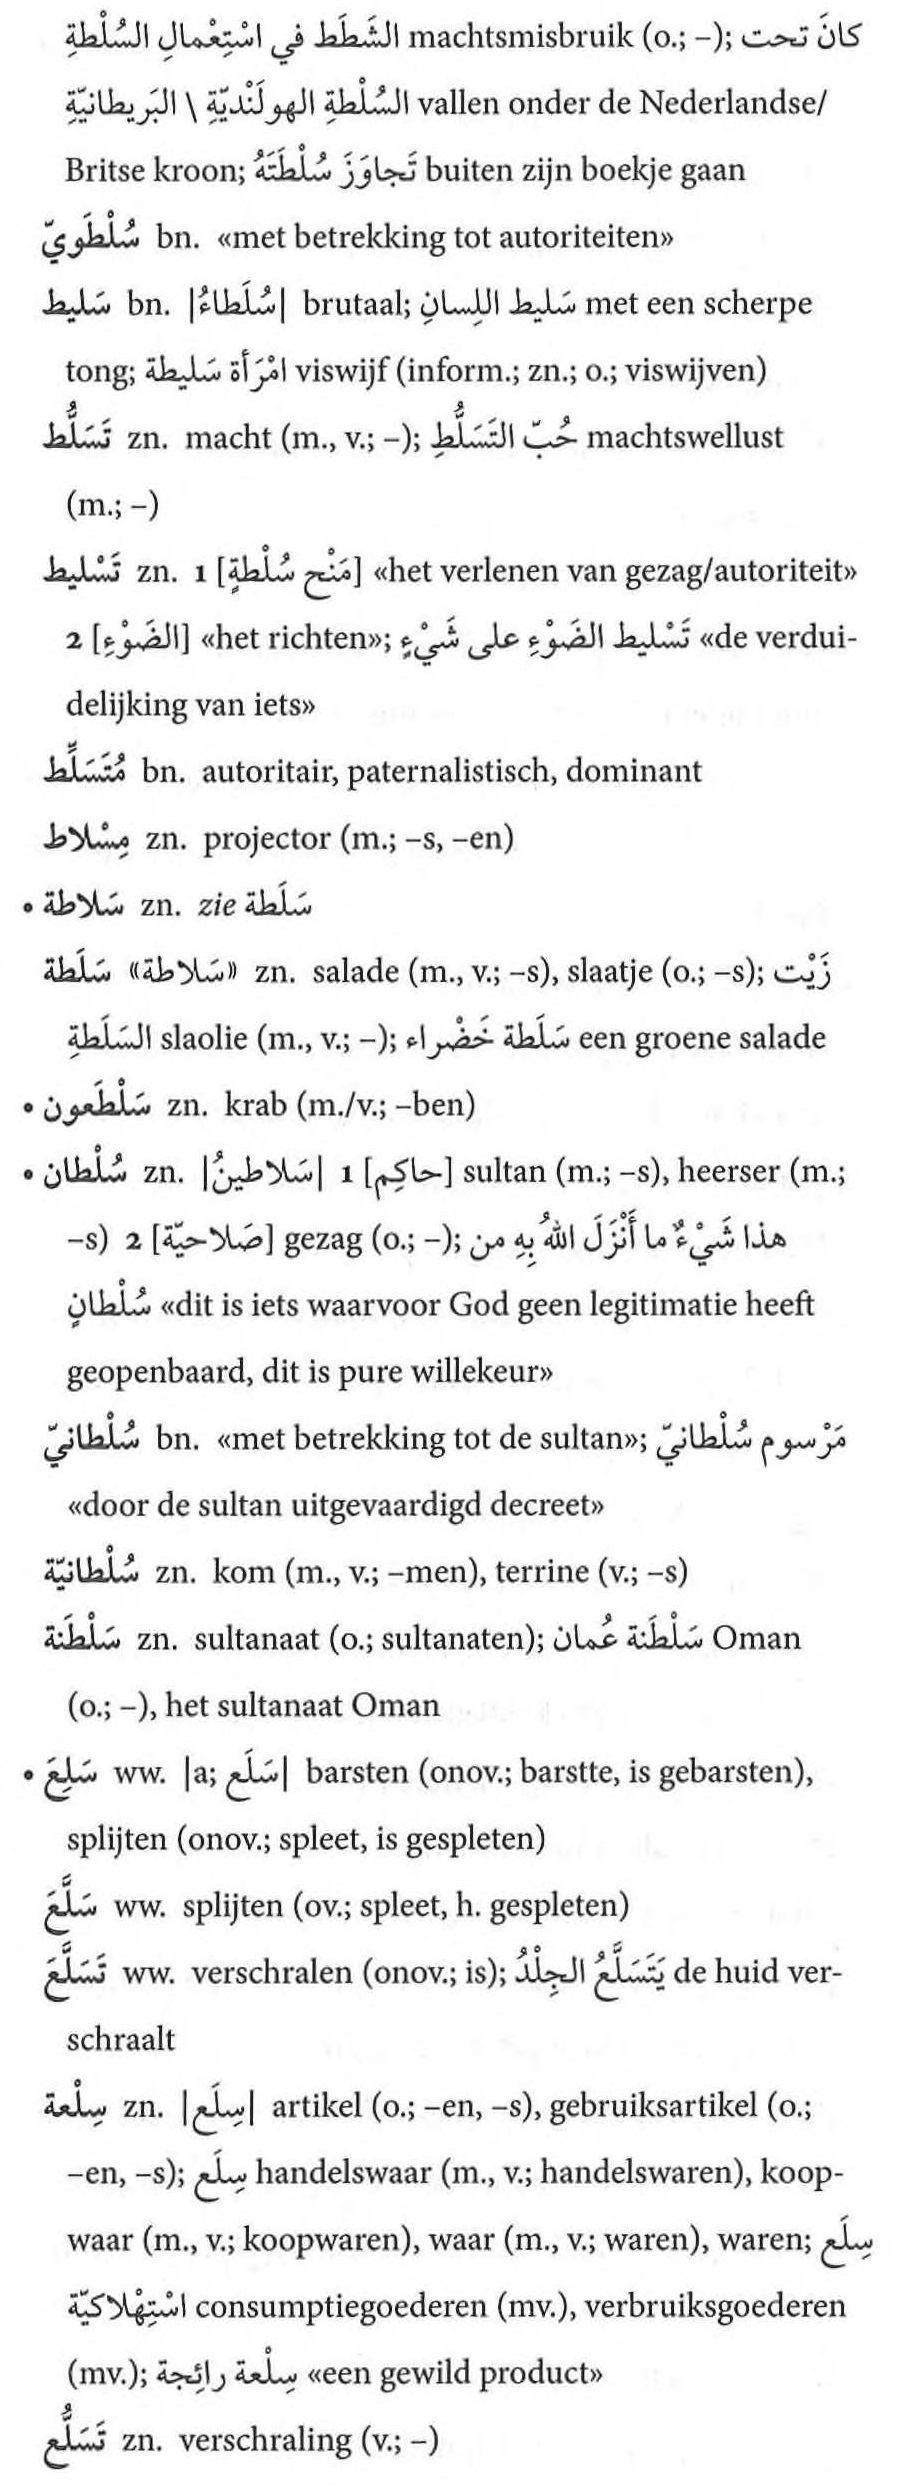 الشَطَط في اسْتِعْمالِ السُلْطةِ machtsmisbruik (o.; –); كانَ تحت
السُلْطةِ الهولَنْديّةِ \ البَريطانيّةِ vallen onder de Nederlandse/
Britse kroon; تَجاوَزَ سُلْطَتَهُ buiten zijn boekje gaan
سُلْطَويّ bn. «met betrekking tot autoriteiten»
سَليط bn. |سُلَطاءُ| brutaal; سَليط اللِسانِ met een scherpe
tong; امْرَأة سَليطة viswijf (inform.; zn.; o.; viswijven)
تَسَلُّط zn. macht (m., v.; –); حُبّ التَسَلُّطِ machtswellust
(m.; –)
تَسْليط zn. 1 [مَنْح سُلْطةٍ] «het verlenen van gezag/autoriteit»
2 [الضَوْءِ] «het richten»; تَسْليط الضَوْءِ على شَيْءٍ «de verdui-
delijking van iets»
مُتَسَلِّط bn. autoritair, paternalistisch, dominant
مِسْلاط zn. projector (m.; –s, –en)
• سَلاطة zn. zie سَلَطة
سَلَطة «سَلاطة» zn. salade (m., v.; –s), slaatje (o.; –s); زَيْت
السَلَطةِ slaolie (m., v.; –); سَلَطة خَضْراء een groene salade
• سَلْطَعون zn. krab (m./v.; –ben)
• سُلْطان zn. |سَلاطينُ| 1 [حاكِم] sultan (m.; –s), heerser (m.;
–s) 2 [صَلاحيّة] gezag (o.; –); هذا شَيْءٌ ما أَنْزَلَ اللهُ بِهِ من
سُلْطانٍ «dit is iets waarvoor God geen legitimatie heeft
geopenbaard, dit is pure willekeur»
سُلْطانيّ bn. «met betrekking tot de sultan»; مَرْسوم سُلْطانيّ
«door de sultan uitgevaardigd decreet»
سُلْطانيّة zn. kom (m., v.; –men), terrine (v.; –s)
سَلْطَنة zn. sultanaat (o.; sultanaten); سَلْطَنة عُمان Oman
(o.; –), het sultanaat Oman
• سَلِعَ ww. |a; سَلَع| barsten (onov.; barstte, is gebarsten),
splijten (onov.; spleet, is gespleten)
سَلَّعَ ww. splijten (ov.; spleet, h. gespleten)
تَسَلَّعَ ww. verschralen (onov.; is); يَتَسَلَّعُ الجِلْدُ de huid ver-
schraalt
سِلْعة zn. |سِلَع| artikel (o.; –en, –s), gebruiksartikel (o.;
–en, –s); سِلَع handelswaar (m., v.; handelswaren), koop-
waar (m., v.; koopwaren), waar (m., v.; waren), waren; سِلَع
اسْتِهْلاكيّة consumptiegoederen (mv.), verbruiksgoederen
(mv.); سِلْعة رائِجة «een gewild product»
تَسَلُّع zn. verschraling (v.; –)